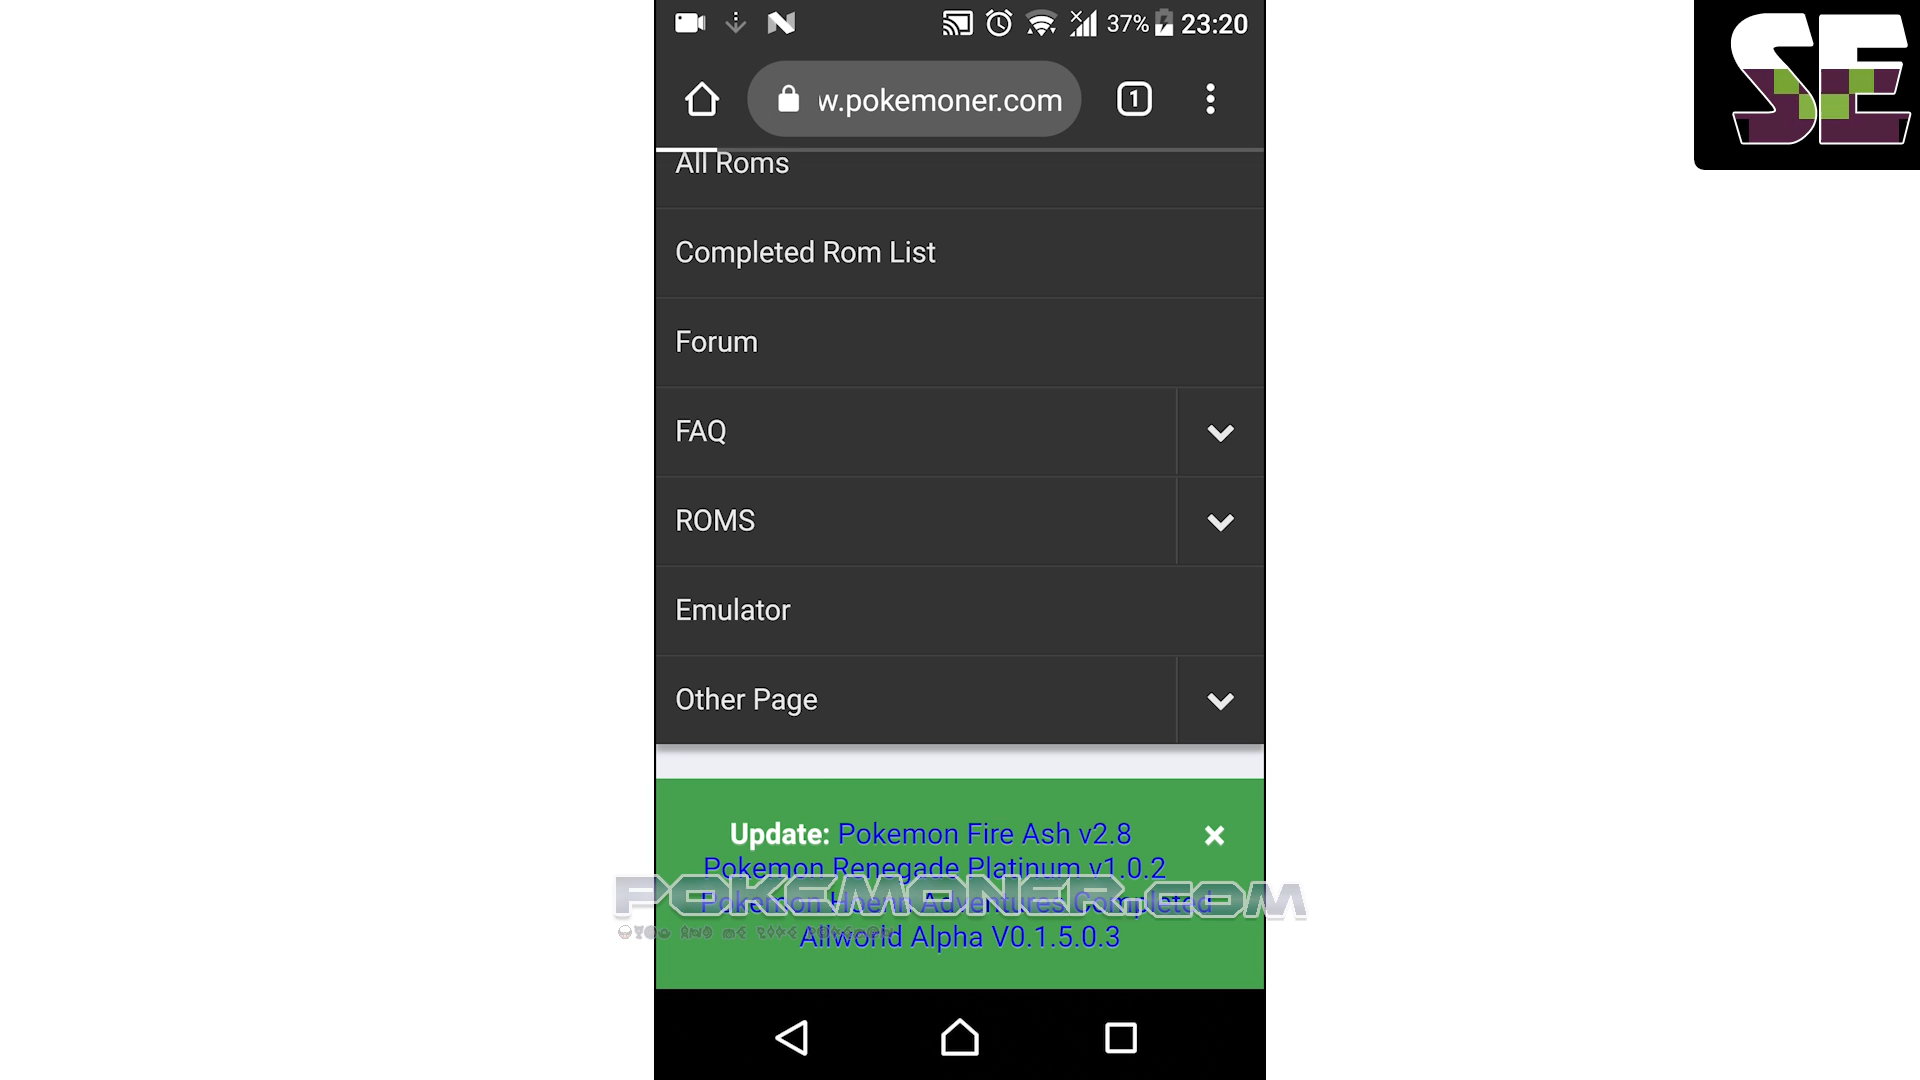 37% 23:20
w.pokemoner.com 1
SE
All Roms
Completed Rom List
Forum
FAQ
ROMS
Emulator
Other Page
Update: Pokemon Fire Ash v2.8
Pokemon Renegade Platinum v1.0.2
Pokemon Hoenn Adventures Completed
POKEMONER.COM
Allworld Alpha V0.1.5.0.3